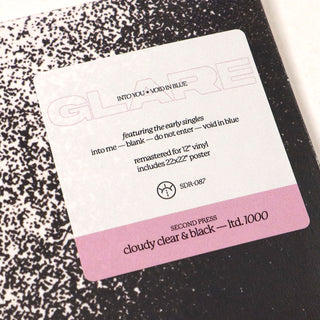 GLARE
INTO YOU • VOID IN BLUE
featuring the early singles
into me — blank — do not enter — void in blue
remastered for 12" vinyl
includes 22x22" poster
SDR-087
SECOND PRESS
cloudy clear & black — ltd. 1000